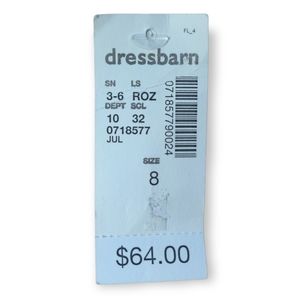 FL_4
dressbarn
SN LS
3-6 ROZ
DEPT SCL
10 32
0718577
JUL
071857790024
SIZE
8
$64.00